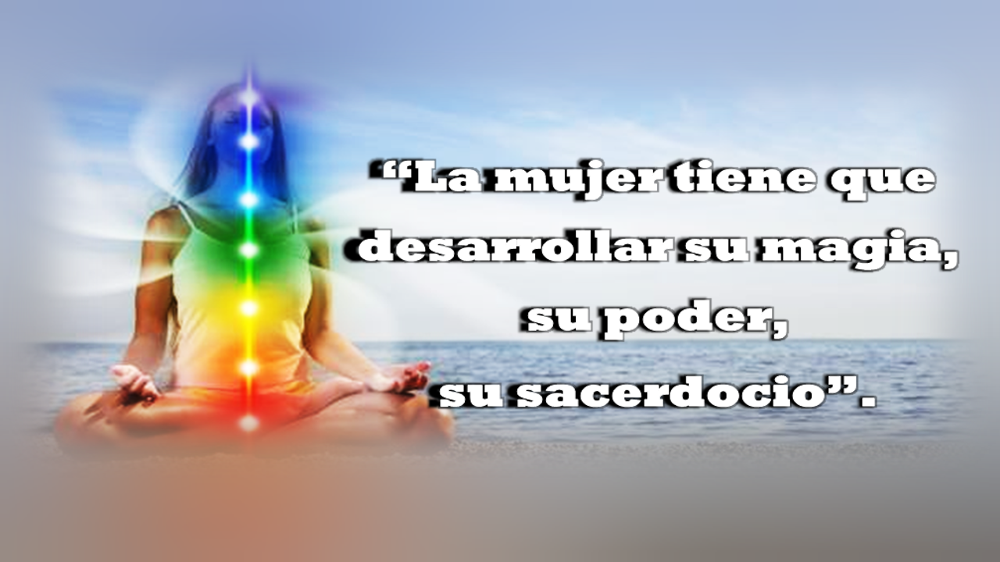 “La mujer tiene que
desarrollar su magia,
su poder,
su sacerdocio”.